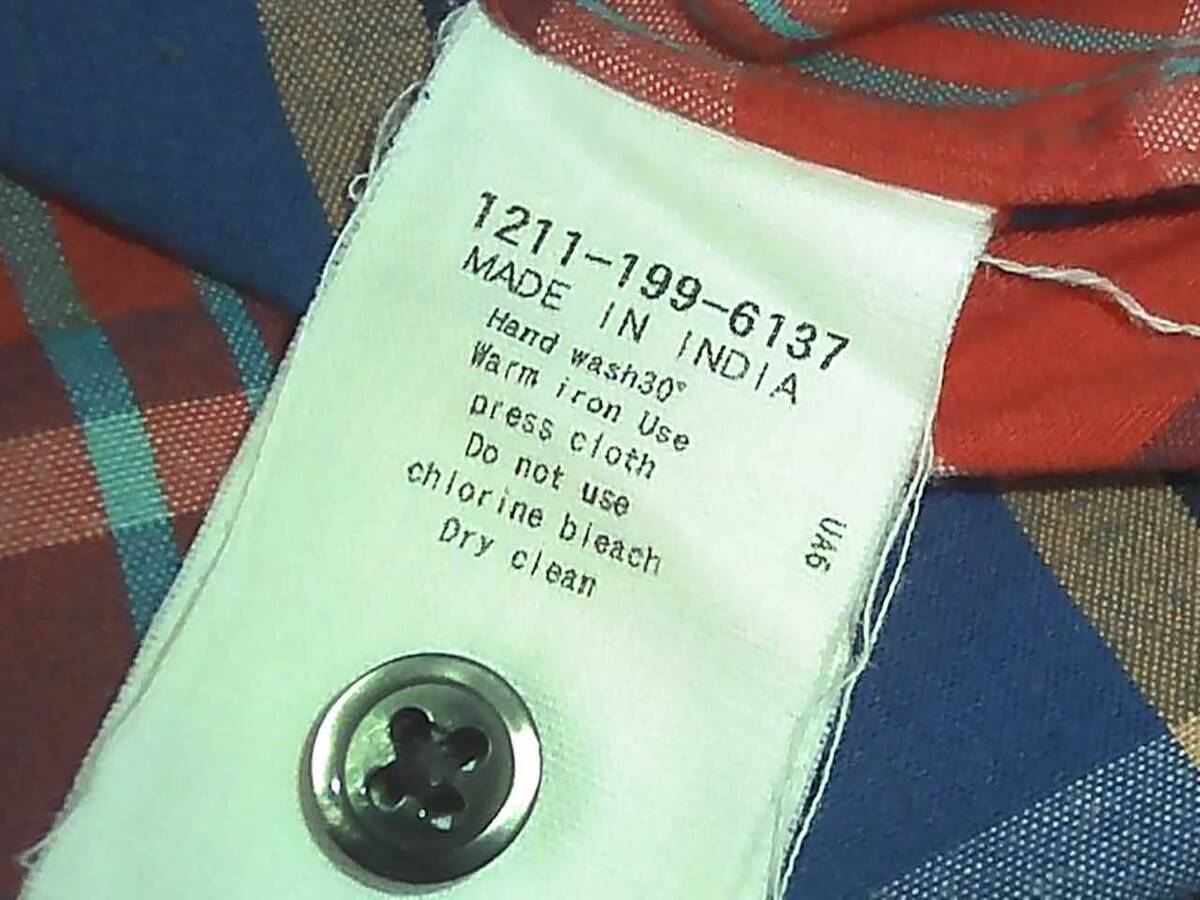 1211-199-6137
MADE IN INDIA
Hand wash30°
Warm iron Use
press cloth
Do not use
chlorine bleach
Dry clean
UA6